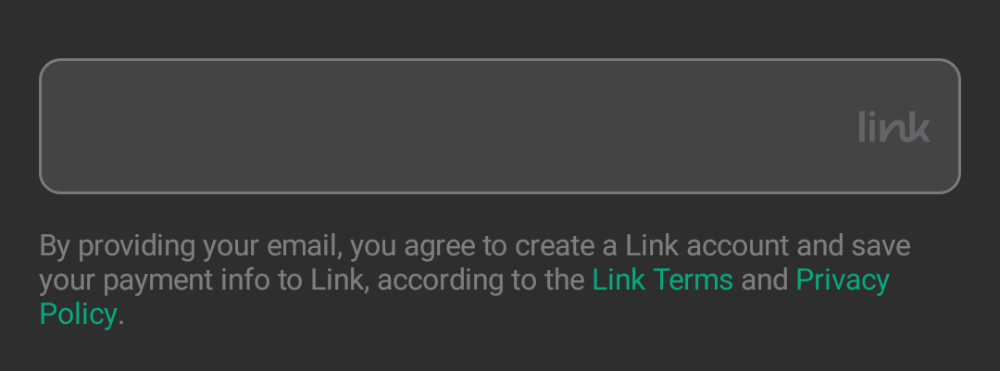 link
By providing your email, you agree to create a Link account and save
your payment info to Link, according to the Link Terms and Privacy
Policy.